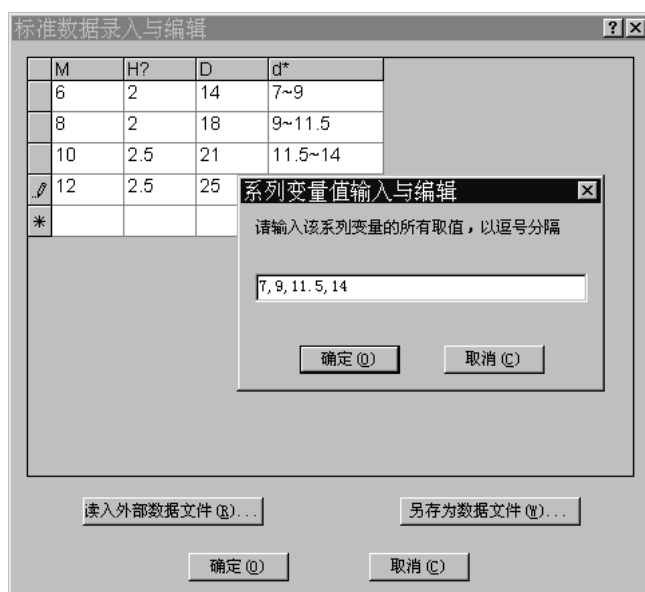 标准数据录入与编辑
M H? D d*
6 2 14 7~9
8 2 18 9~11.5
10 2.5 21 11.5~14
12 2.5 25
系列变量值输入与编辑
请输入该系列变量的所有取值，以逗号分隔
7,9,11.5,14
确定(O) 取消(C)
读入外部数据文件(R)... 另存为数据文件(W)...
确定(O) 取消(C)